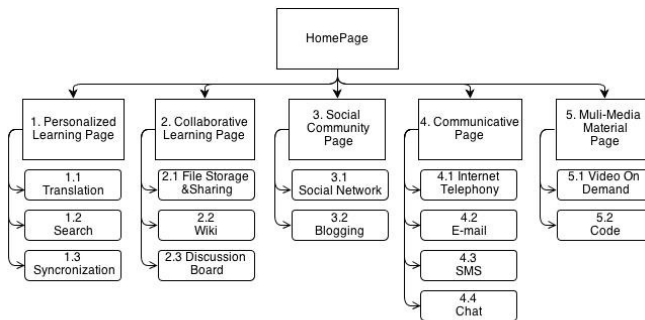 HomePage
1. Personalized
Learning Page
2. Collaborative
Learning Page
3. Social
Community
Page
4. Communicative
Page
5. Muli-Media
Material
Page
1.1
Translation
1.2
Search
1.3
Syncronization
2.1 File Storage
&Sharing
2.2
Wiki
2.3 Discussion
Board
3.1
Social Network
3.2
Blogging
4.1 Internet
Telephony
4.2
E-mail
4.3
SMS
4.4
Chat
5.1 Video On
Demand
5.2
Code